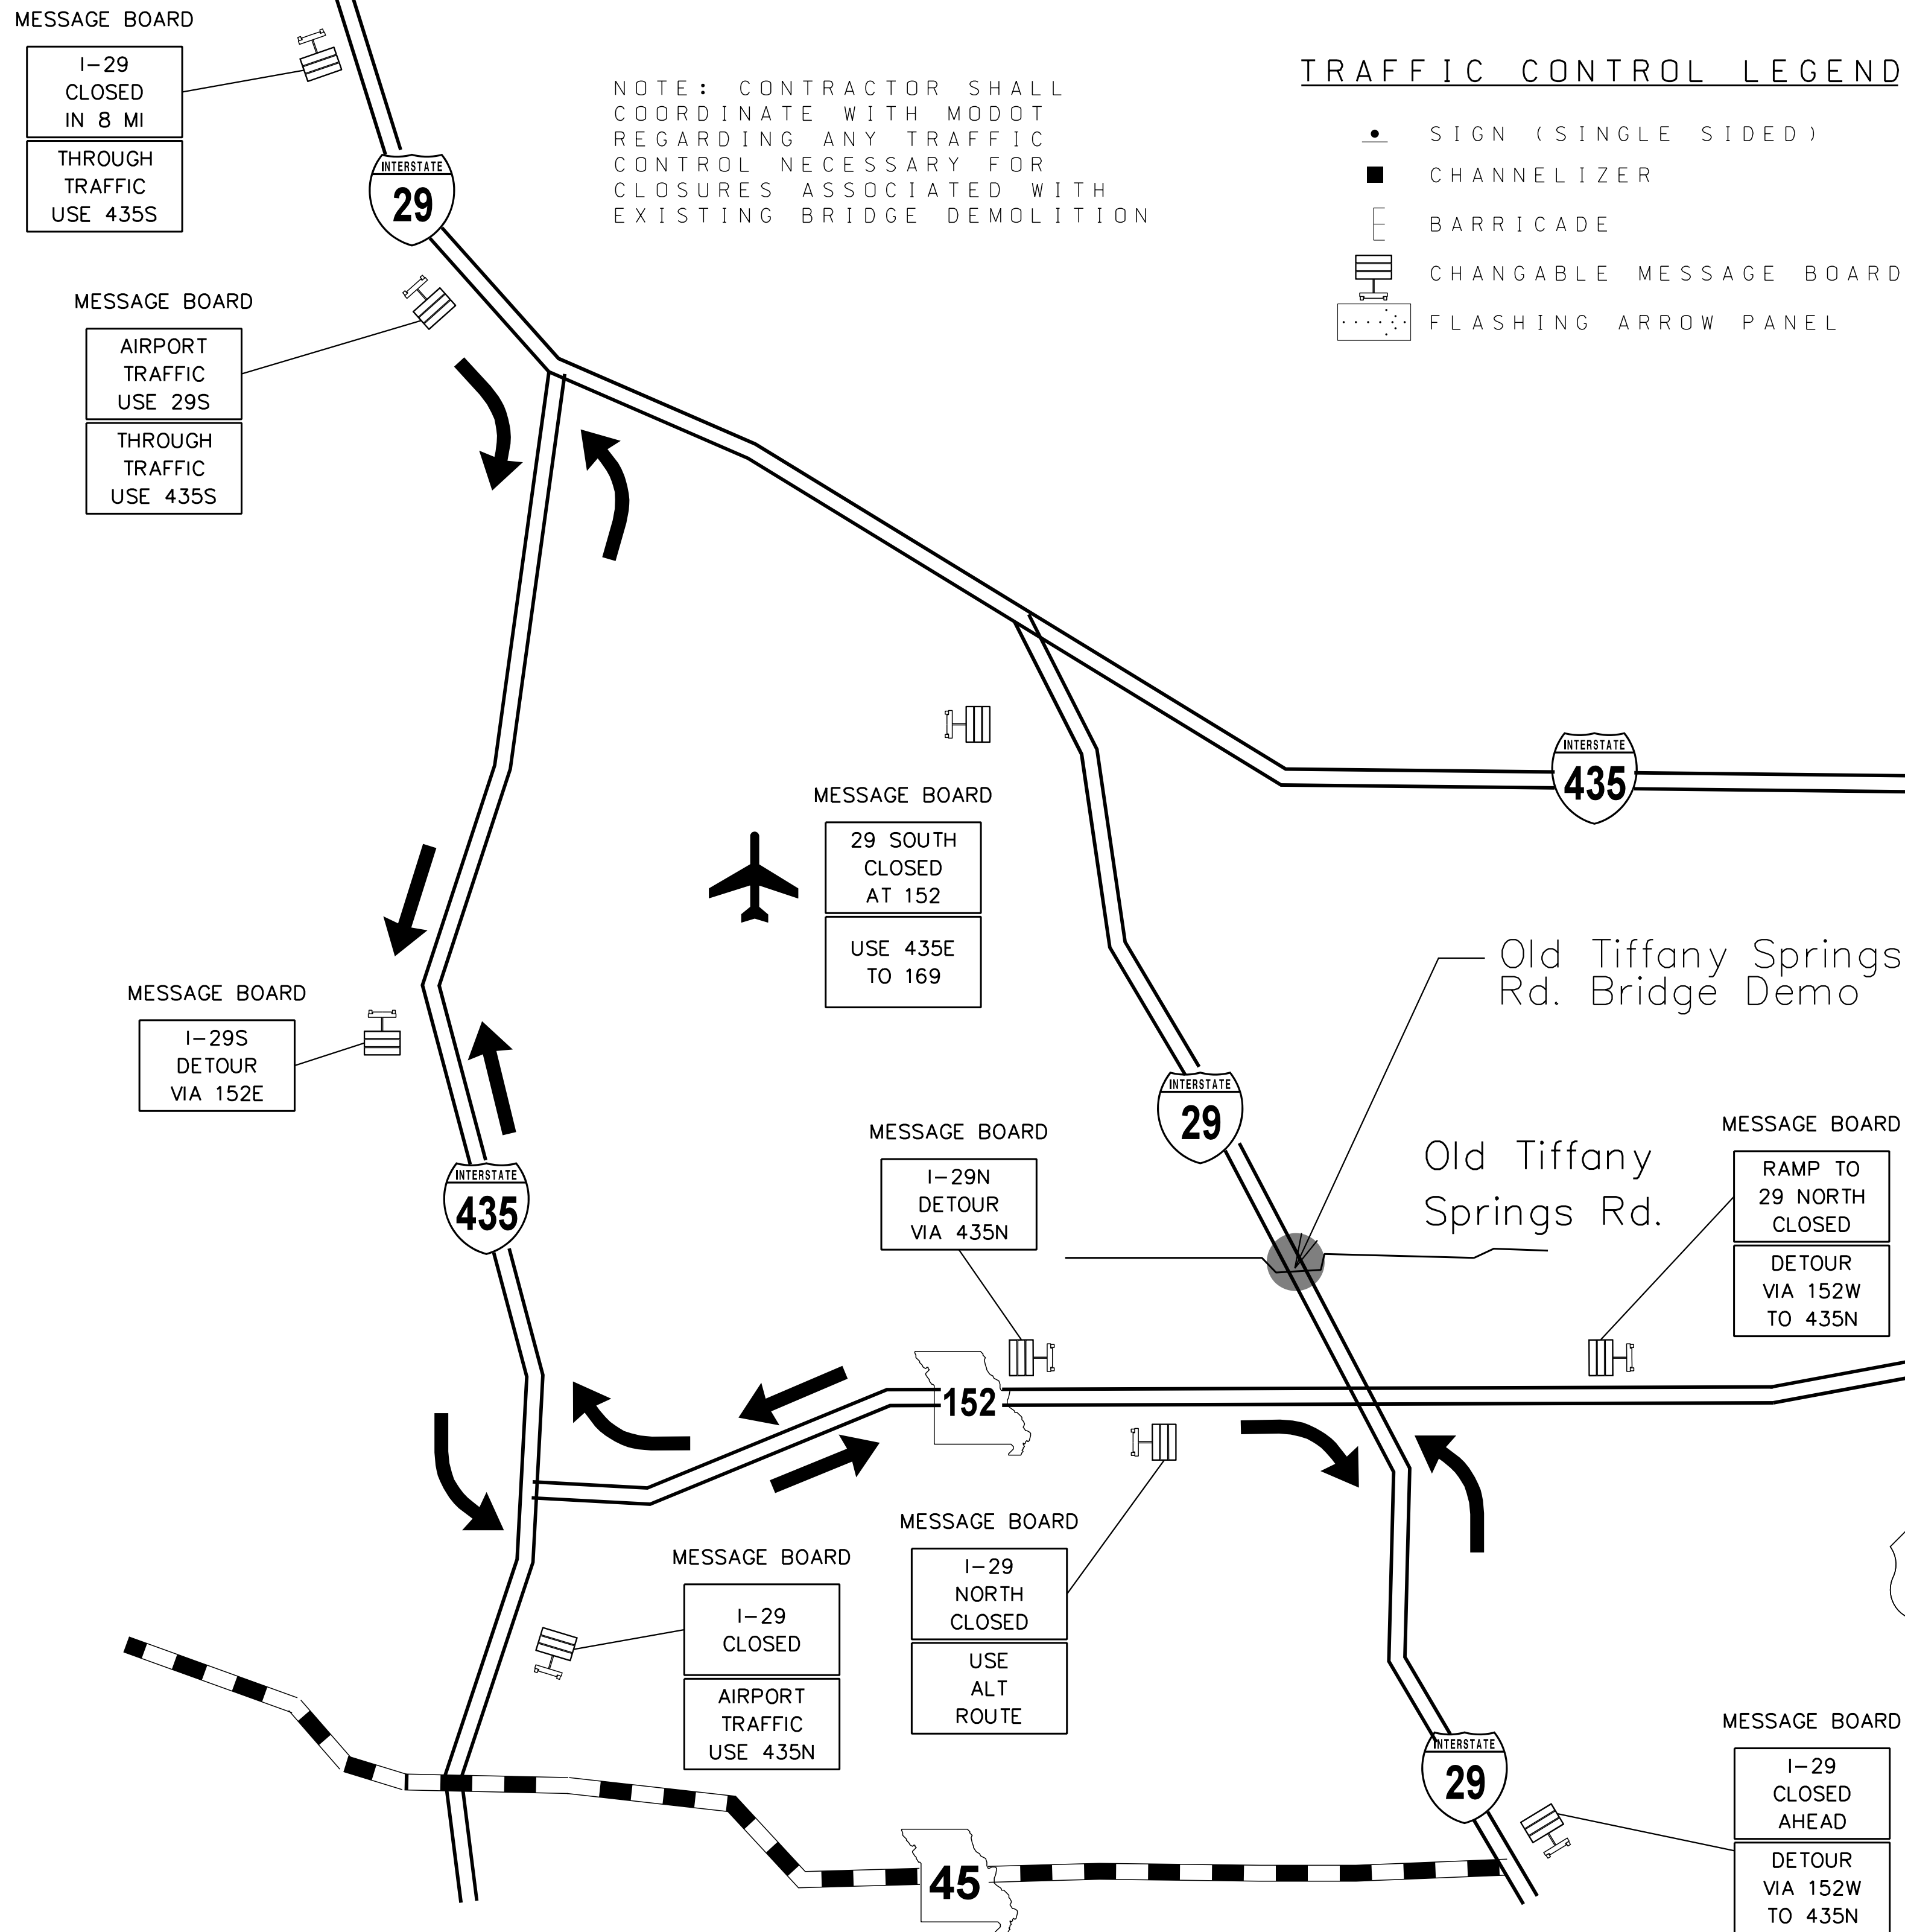 MESSAGE BOARD
I-29
CLOSED
IN 8 MI
THROUGH
TRAFFIC
USE 435S
INTERSTATE
29
NOTE: CONTRACTOR SHALL
COORDINATE WITH MODOT
REGARDING ANY TRAFFIC
CONTROL NECESSARY FOR
CLOSURES ASSOCIATED WITH
EXISTING BRIDGE DEMOLITION
TRAFFIC CONTROL LEGEND
SIGN (SINGLE SIDED)
CHANNELIZER
BARRICADE
CHANGABLE MESSAGE BOARD
FLASHING ARROW PANEL
MESSAGE BOARD
AIRPORT
TRAFFIC
USE 29S
THROUGH
TRAFFIC
USE 435S
INTERSTATE
435
MESSAGE BOARD
29 SOUTH
CLOSED
AT 152
USE 435E
TO 169
Old Tiffany Springs
Rd. Bridge Demo
MESSAGE BOARD
I-29S
DETOUR
VIA 152E
INTERSTATE
435
MESSAGE BOARD
I-29N
DETOUR
VIA 435N
INTERSTATE
29
Old Tiffany
Springs Rd.
MESSAGE BOARD
RAMP TO
29 NORTH
CLOSED
DETOUR
VIA 152W
TO 435N
152
MESSAGE BOARD
I-29
CLOSED
AIRPORT
TRAFFIC
USE 435N
MESSAGE BOARD
I-29
NORTH
CLOSED
USE
ALT
ROUTE
INTERSTATE
29
MESSAGE BOARD
I-29
CLOSED
AHEAD
DETOUR
VIA 152W
TO 435N
45